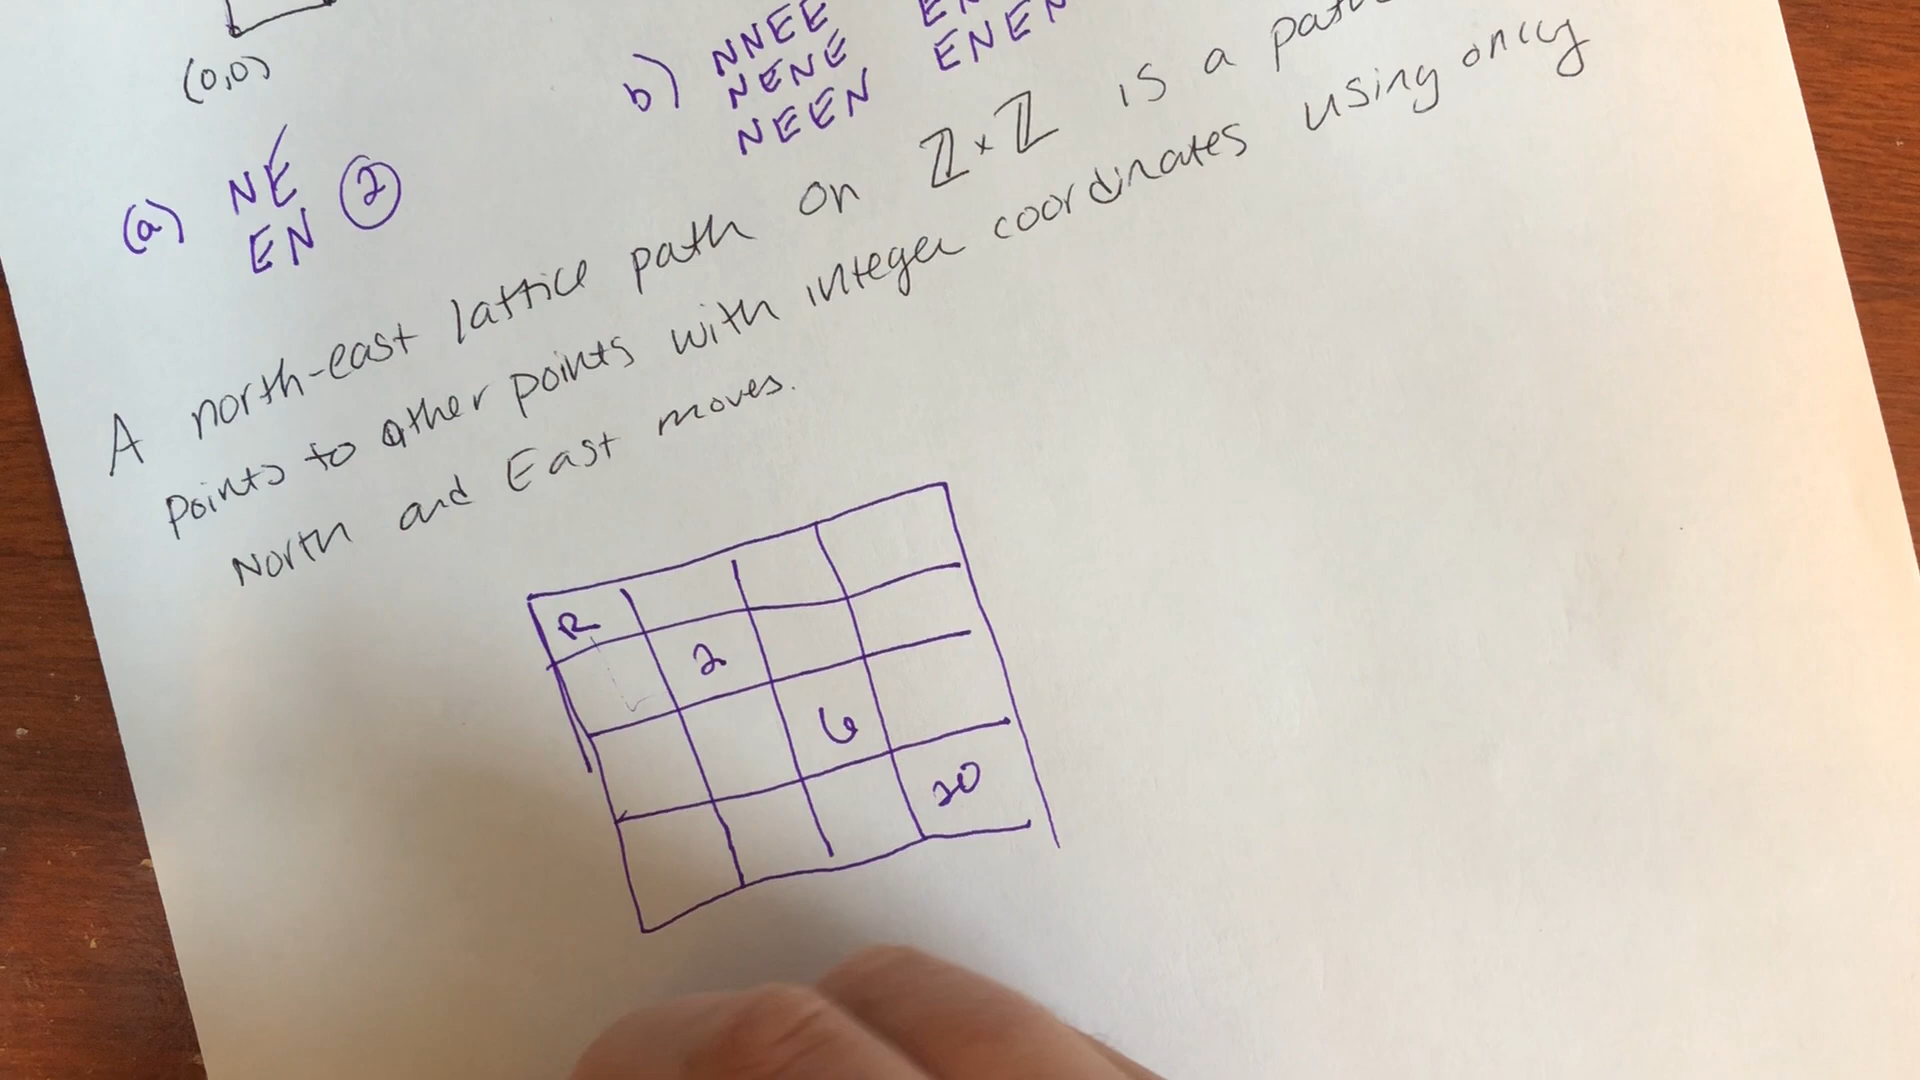 (0,0)
(a) NE
EN 2
b) NNEE
NENE
NEEN ENEN
A north-east lattice path on ℤ×ℤ is a path
points to other points with integer coordinates using only
North and East moves.
R
2
6
20